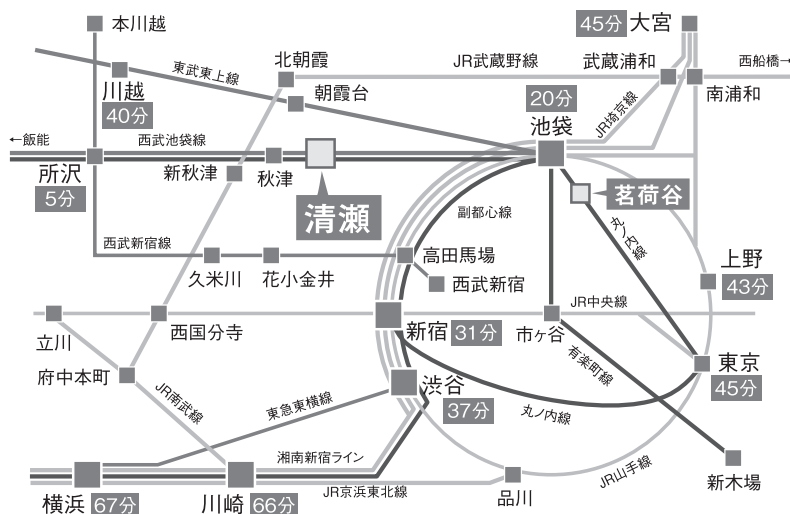 本川越
45分 大宮
北朝霞
JR武蔵野線
武蔵浦和
西船橋→
東武東上線
川越
40分
朝霞台
20分
池袋
JR埼京線
南浦和
←飯能
西武池袋線
所沢
5分
新秋津
秋津
清瀬
茗荷谷
副都心線
丸ノ内線
西武新宿線
高田馬場
上野
43分
久米川
花小金井
西武新宿
JR中央線
立川
西国分寺
新宿 31分
市ヶ谷
府中本町
有楽町線
東京
45分
JR南武線
東急東横線
渋谷
37分
丸ノ内線
湘南新宿ライン
JR山手線
新木場
横浜 67分
川崎 66分
JR京浜東北線
品川